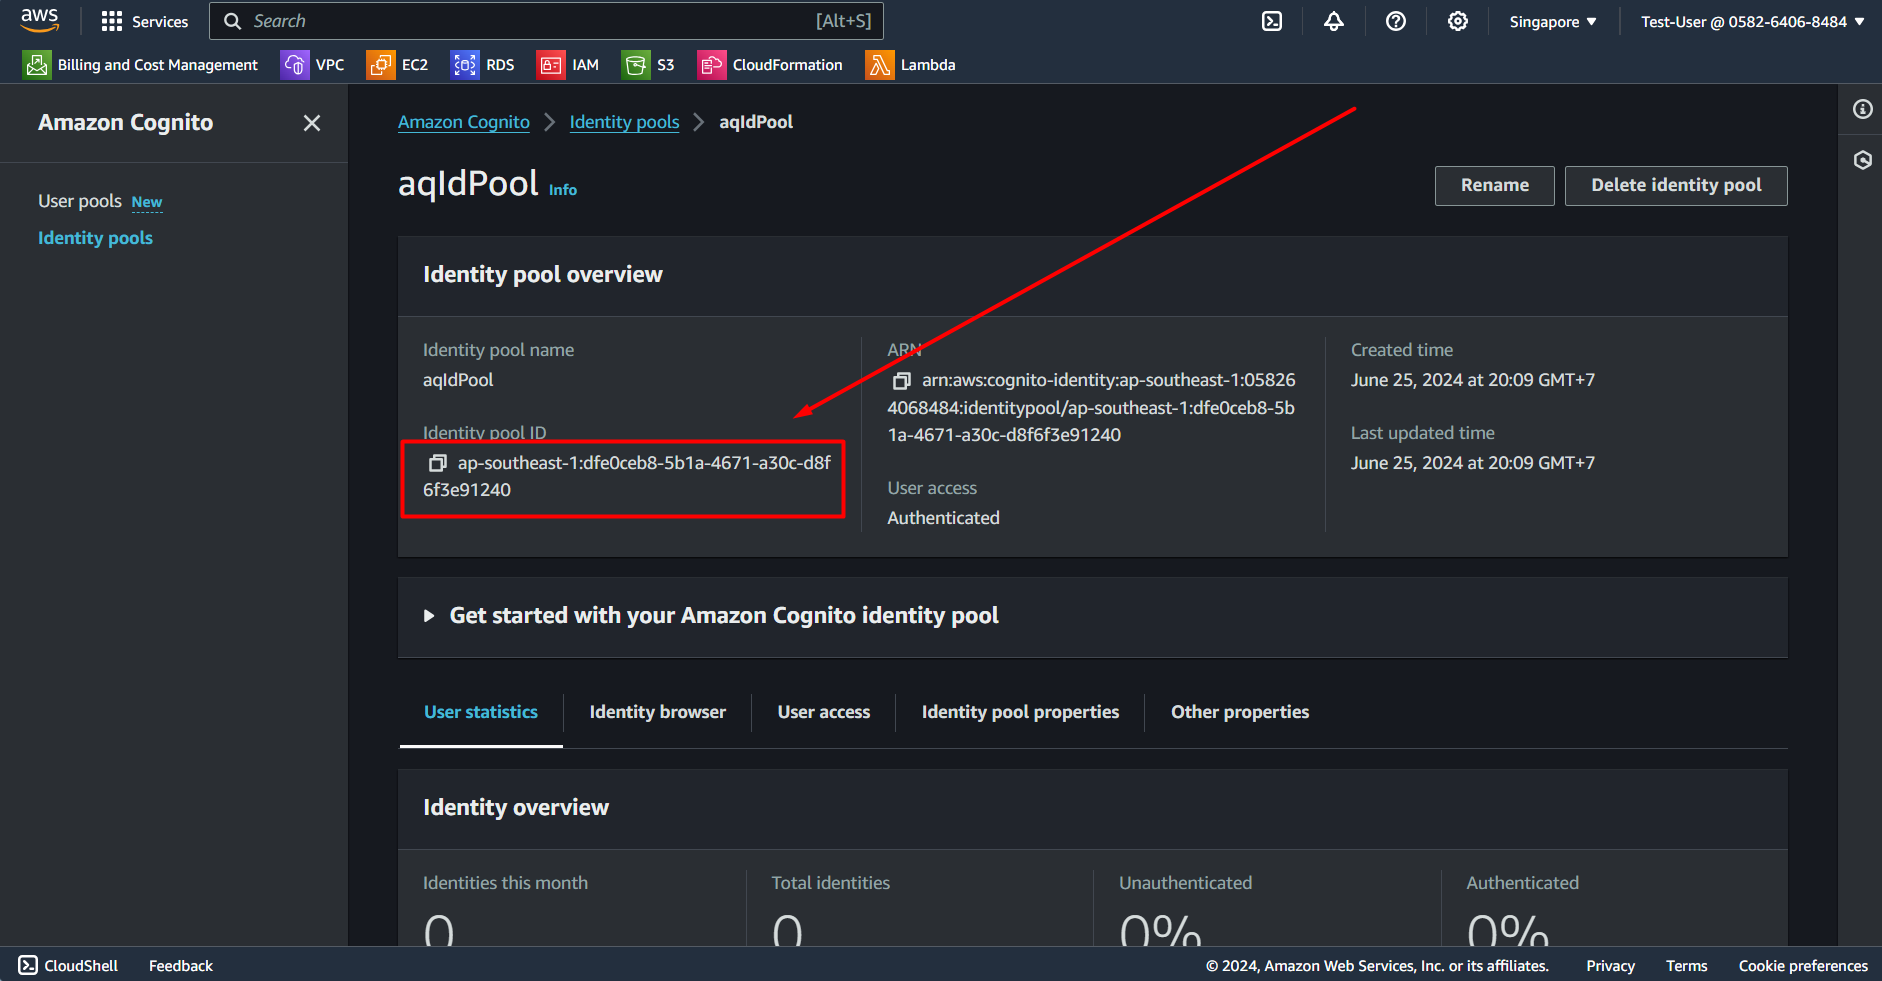 aws
Services
Search
[Alt+S]
Singapore
Test-User @ 0582-6406-8484
Billing and Cost Management
VPC
EC2
RDS
IAM
S3
CloudFormation
Lambda
Amazon Cognito
User pools New
Identity pools
Amazon Cognito
Identity pools
aqIdPool
aqIdPool Info
Rename
Delete identity pool
Identity pool overview
Identity pool name
aqIdPool
Identity pool ID
ap-southeast-1:dfe0ceb8-5b1a-4671-a30c-d8f
6f3e91240
ARN
arn:aws:cognito-identity:ap-southeast-1:05826
4068484:identitypool/ap-southeast-1:dfe0ceb8-5b
1a-4671-a30c-d8f6f3e91240
User access
Authenticated
Created time
June 25, 2024 at 20:09 GMT+7
Last updated time
June 25, 2024 at 20:09 GMT+7
Get started with your Amazon Cognito identity pool
User statistics
Identity browser
User access
Identity pool properties
Other properties
Identity overview
Identities this month
0
Total identities
0
Unauthenticated
0%
Authenticated
0%
CloudShell
Feedback
© 2024, Amazon Web Services, Inc. or its affiliates.
Privacy
Terms
Cookie preferences